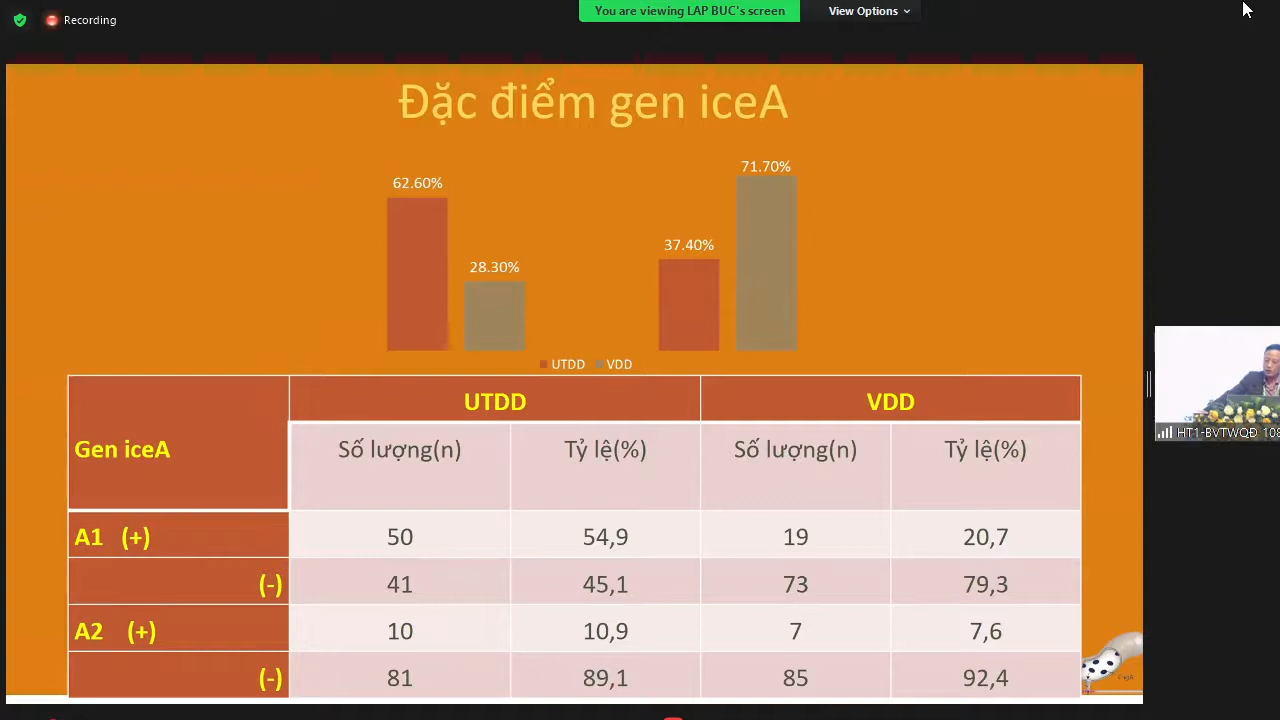 Recording
You are viewing LAP BUC's screen
View Options
Đặc điểm gen iceA
62.60%
28.30%
37.40%
71.70%
UTDD VDD
Gen iceA UTDD VDD
Số lượng(n) Tỷ lệ(%) Số lượng(n) Tỷ lệ(%)
A1 (+) 50 54,9 19 20,7
(-) 41 45,1 73 79,3
A2 (+) 10 10,9 7 7,6
(-) 81 89,1 85 92,4
HT1-BVTWQĐ 108